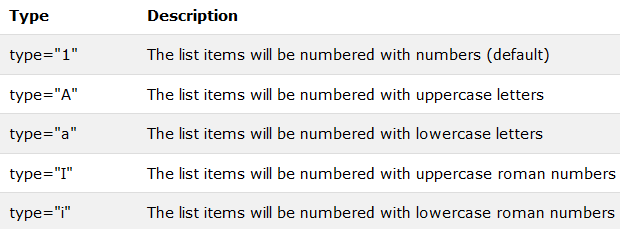 Type Description
type="1" The list items will be numbered with numbers (default)
type="A" The list items will be numbered with uppercase letters
type="a" The list items will be numbered with lowercase letters
type="I" The list items will be numbered with uppercase roman numbers
type="i" The list items will be numbered with lowercase roman numbers